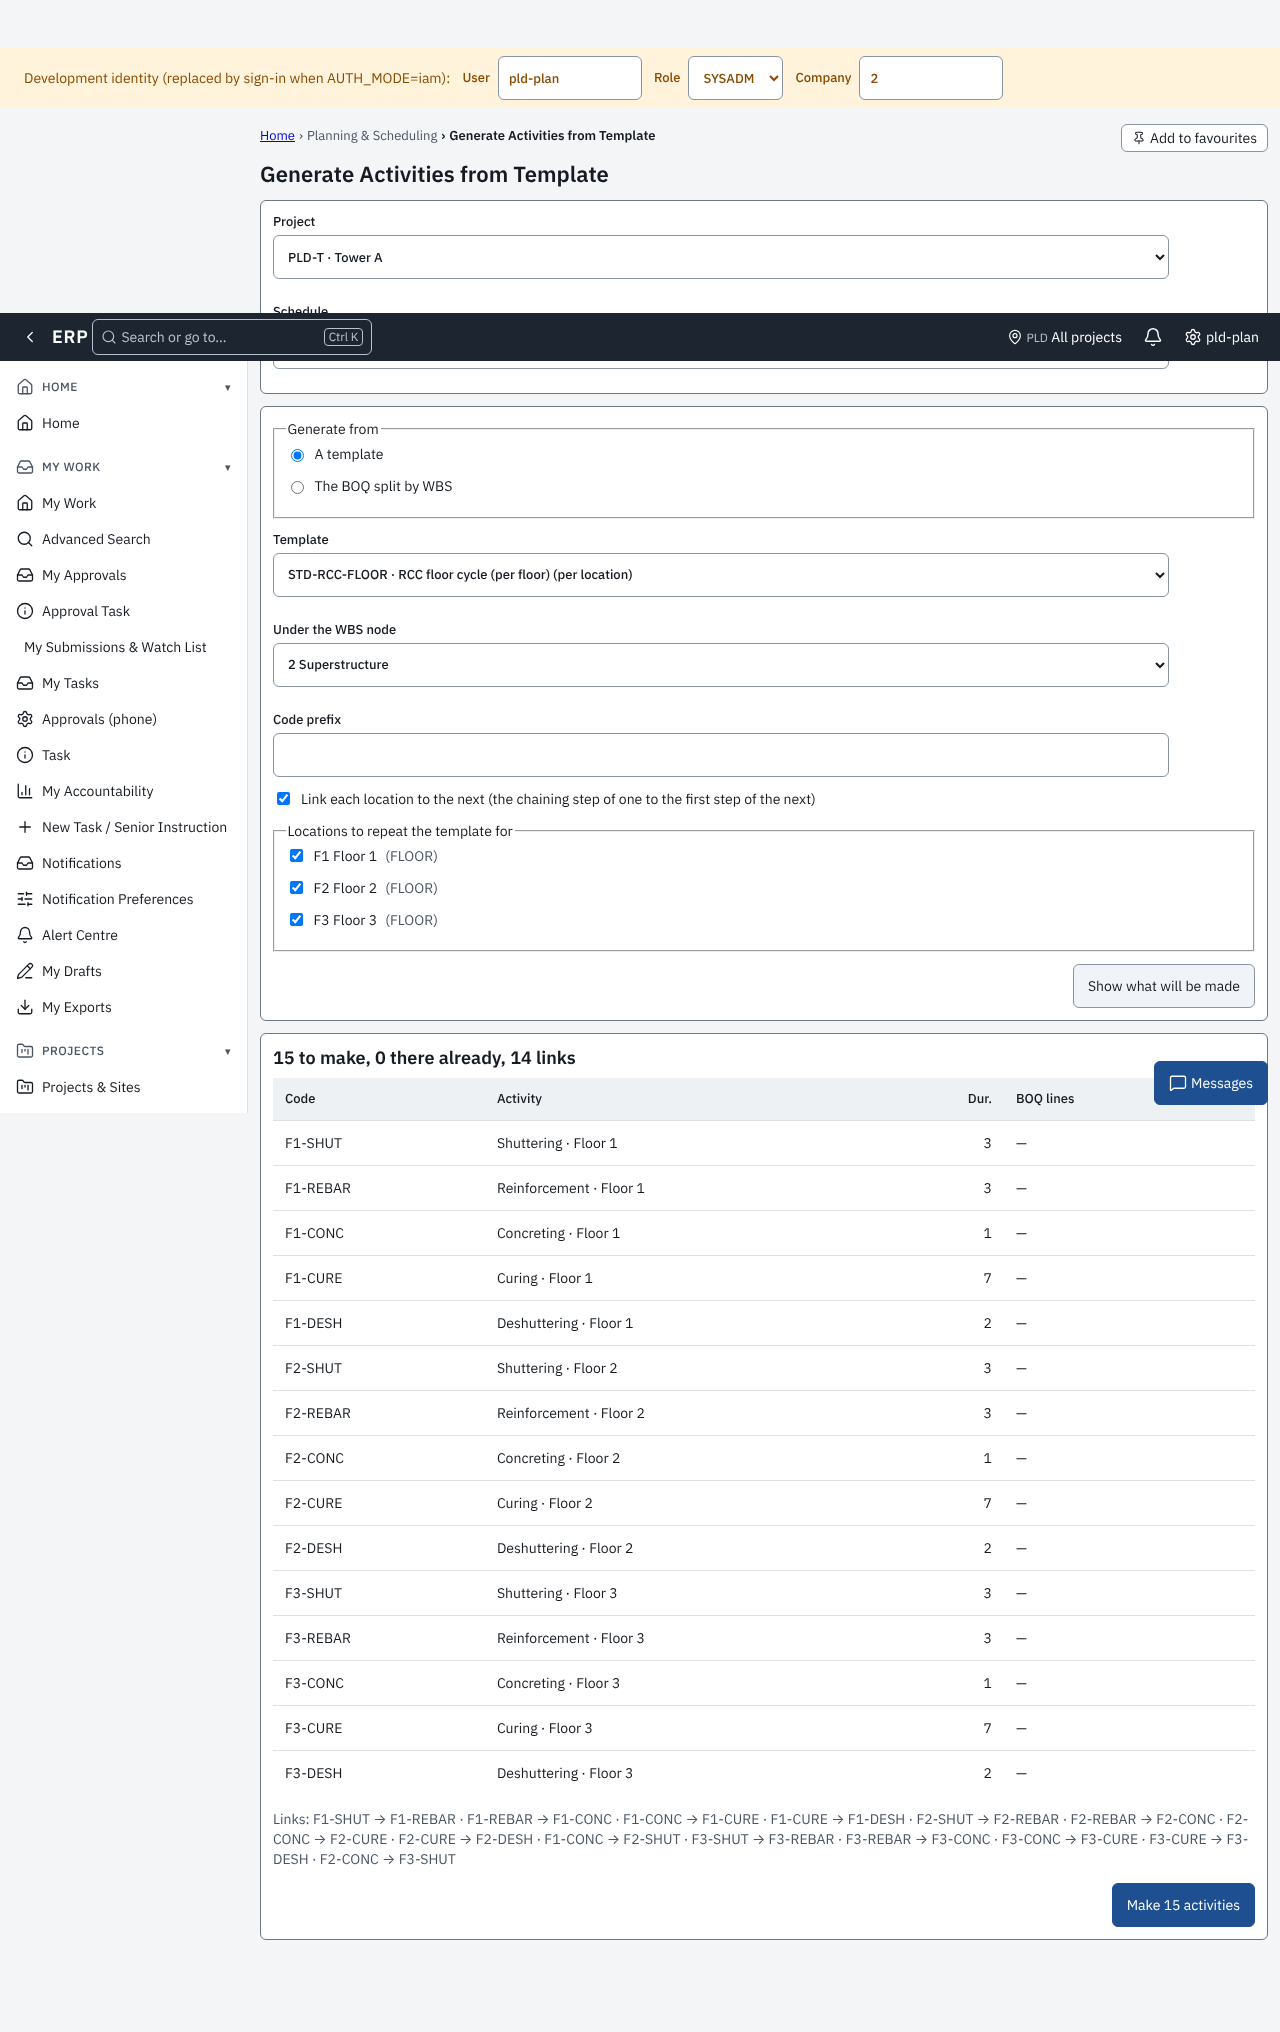 Development identity (replaced by sign-in when AUTH_MODE=iam): User pld-plan Role SYSADM Company 2
Home › Planning & Scheduling › Generate Activities from Template
Add to favourites
Generate Activities from Template
Project
PLD-T · Tower A
Schedule
ERP Search or go to... Ctrl K PLD All projects pld-plan
HOME
Home
MY WORK
My Work
Advanced Search
My Approvals
Approval Task
My Submissions & Watch List
My Tasks
Approvals (phone)
Task
My Accountability
New Task / Senior Instruction
Notifications
Notification Preferences
Alert Centre
My Drafts
My Exports
PROJECTS
Projects & Sites
Generate from
A template
The BOQ split by WBS
Template
STD-RCC-FLOOR · RCC floor cycle (per floor) (per location)
Under the WBS node
2 Superstructure
Code prefix
Link each location to the next (the chaining step of one to the first step of the next)
Locations to repeat the template for
F1 Floor 1 (FLOOR)
F2 Floor 2 (FLOOR)
F3 Floor 3 (FLOOR)
Show what will be made
15 to make, 0 there already, 14 links
Messages
Code Activity Dur. BOQ lines
F1-SHUT Shuttering · Floor 1 3 —
F1-REBAR Reinforcement · Floor 1 3 —
F1-CONC Concreting · Floor 1 1 —
F1-CURE Curing · Floor 1 7 —
F1-DESH Deshuttering · Floor 1 2 —
F2-SHUT Shuttering · Floor 2 3 —
F2-REBAR Reinforcement · Floor 2 3 —
F2-CONC Concreting · Floor 2 1 —
F2-CURE Curing · Floor 2 7 —
F2-DESH Deshuttering · Floor 2 2 —
F3-SHUT Shuttering · Floor 3 3 —
F3-REBAR Reinforcement · Floor 3 3 —
F3-CONC Concreting · Floor 3 1 —
F3-CURE Curing · Floor 3 7 —
F3-DESH Deshuttering · Floor 3 2 —
Links: F1-SHUT → F1-REBAR · F1-REBAR → F1-CONC · F1-CONC → F1-CURE · F1-CURE → F1-DESH · F2-SHUT → F2-REBAR · F2-REBAR → F2-CONC · F2-
CONC → F2-CURE · F2-CURE → F2-DESH · F1-CONC → F2-SHUT · F3-SHUT → F3-REBAR · F3-REBAR → F3-CONC · F3-CONC → F3-CURE · F3-CURE → F3-
DESH · F2-CONC → F3-SHUT
Make 15 activities